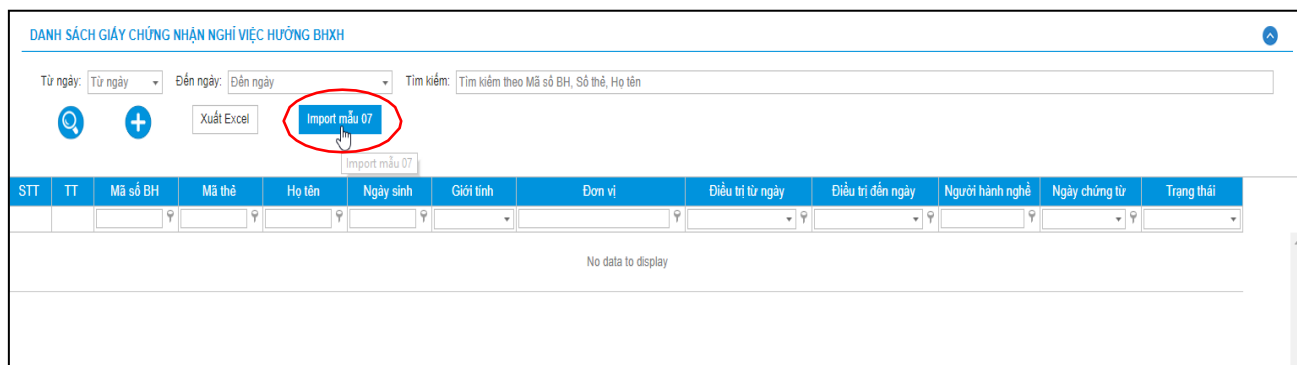 DANH SÁCH GIẤY CHỨNG NHẬN NGHỈ VIỆC HƯỞNG BHXH
Từ ngày: Từ ngày Đến ngày: Đến ngày Tìm kiếm: Tìm kiếm theo Mã số BH, Số thẻ, Họ tên
Xuất Excel Import mẫu 07
Import mẫu 07
STT TT Mã số BH Mã thẻ Họ tên Ngày sinh Giới tính Đơn vị Điều trị từ ngày Điều trị đến ngày Người hành nghề Ngày chứng từ Trạng thái
No data to display